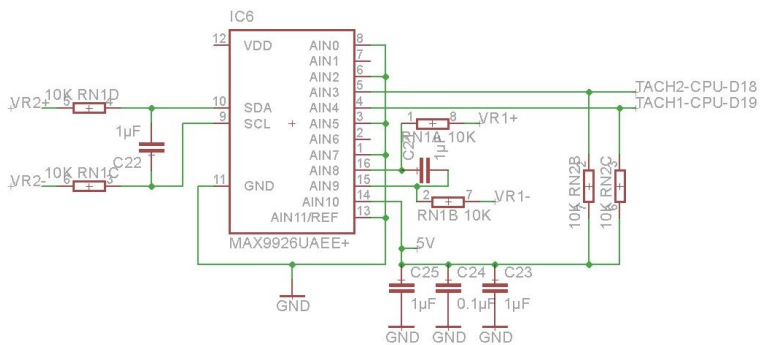 IC6
12 VDD AIN0 8
AIN1 7
AIN2 6
AIN3 5
AIN4 4
AIN5 3
AIN6 2
AIN7 1
AIN8 16
AIN9 15
AIN10 14
AIN11/REF 13
10 SDA
9 SCL
11 GND
MAX9926UAEE+
VR2+ 10K RN1D 5 4
1µF
C22
VR2- 10K RN1C 6 3
TACH2-CPU-D18
TACH1-CPU-D19
1 8 VR1+
RN1A 10K
1µF
2 7 VR1-
RN1B 10K
10K RN2B 2 7
10K RN2C 3 6
5V
C25 C24 C23
1µF 0.1µF 1µF
GND
GND GND GND